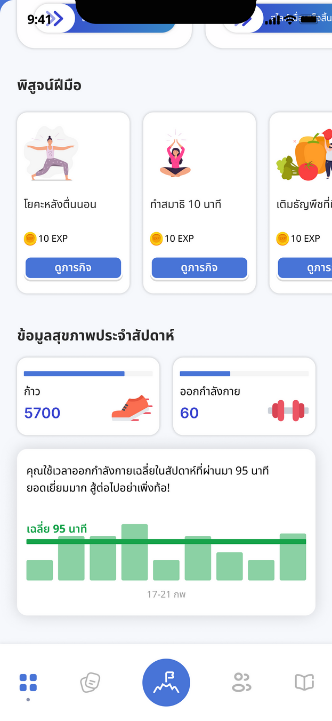 9:41
พิสูจน์ฝีมือ
โยคะหลังตื่นนอน
10 EXP
ดูภารกิจ
ทำสมาธิ 10 นาที
10 EXP
ดูภารกิจ
เติมธัญพืชที่
10 EXP
ดูภาร
ข้อมูลสุขภาพประจำสัปดาห์
ก้าว
5700
ออกกำลังกาย
60
คุณใช้เวลาออกกำลังกายเฉลี่ยในสัปดาห์ที่ผ่านมา 95 นาที
ยอดเยี่ยมมาก สู้ต่อไปอย่าเพิ่งท้อ!
เฉลี่ย 95 นาที
17-21 กพ